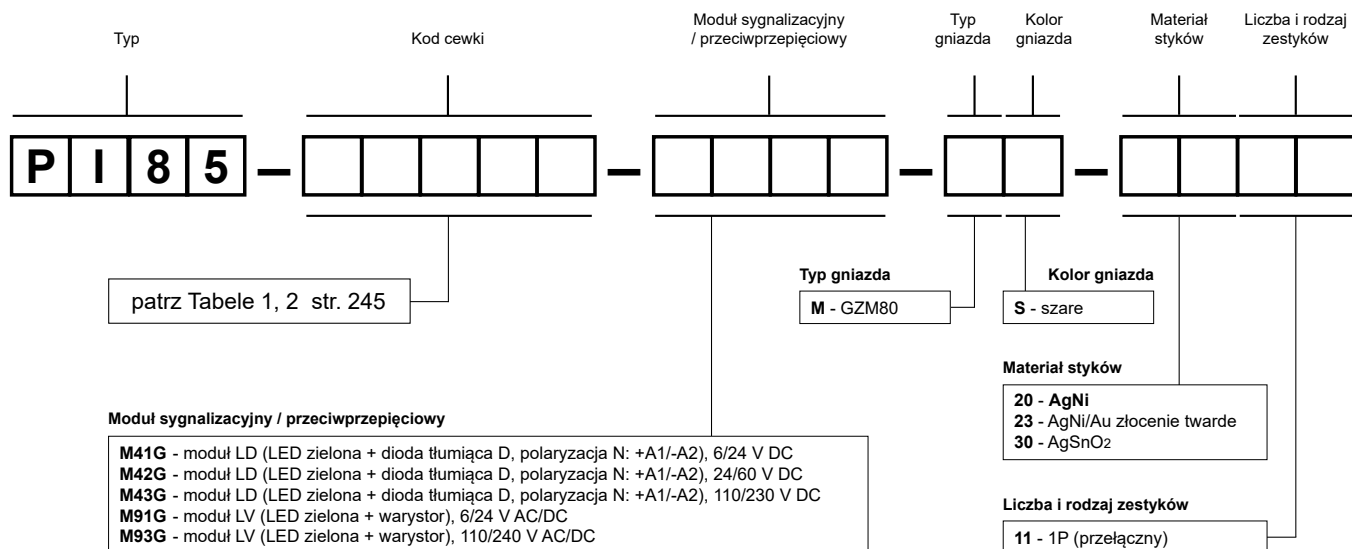 Typ
Kod cewki
Moduł sygnalizacyjny
/ przeciwprzepięciowy
Typ
gniazda
Kolor
gniazda
Materiał
styków
Liczba i rodzaj
zestyków
P I 8 5 – – – –
patrz Tabele 1, 2 str. 245
Typ gniazda
M - GZM80
Kolor gniazda
S - szare
Materiał styków
20 - AgNi
23 - AgNi/Au złocenie twarde
30 - AgSnO2
Moduł sygnalizacyjny / przeciwprzepięciowy
M41G - moduł LD (LED zielona + dioda tłumiąca D, polaryzacja N: +A1/-A2), 6/24 V DC
M42G - moduł LD (LED zielona + dioda tłumiąca D, polaryzacja N: +A1/-A2), 24/60 V DC
M43G - moduł LD (LED zielona + dioda tłumiąca D, polaryzacja N: +A1/-A2), 110/230 V DC
M91G - moduł LV (LED zielona + warystor), 6/24 V AC/DC
M93G - moduł LV (LED zielona + warystor), 110/240 V AC/DC
Liczba i rodzaj zestyków
11 - 1P (przełączny)